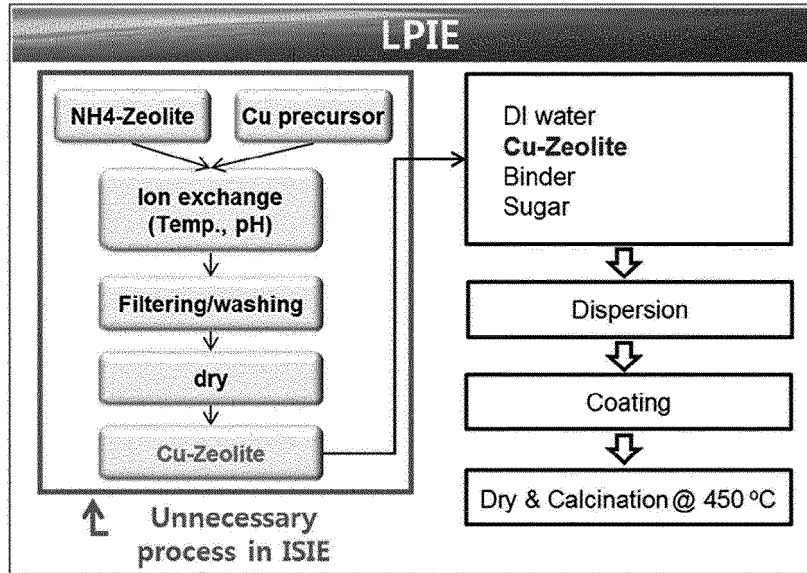 LPIE
NH4-Zeolite
Cu precursor
Ion exchange
(Temp., pH)
Filtering/washing
dry
Cu-Zeolite
Unnecessary
process in ISIE
DI water
Cu-Zeolite
Binder
Sugar
Dispersion
Coating
Dry & Calcination @ 450 ºC